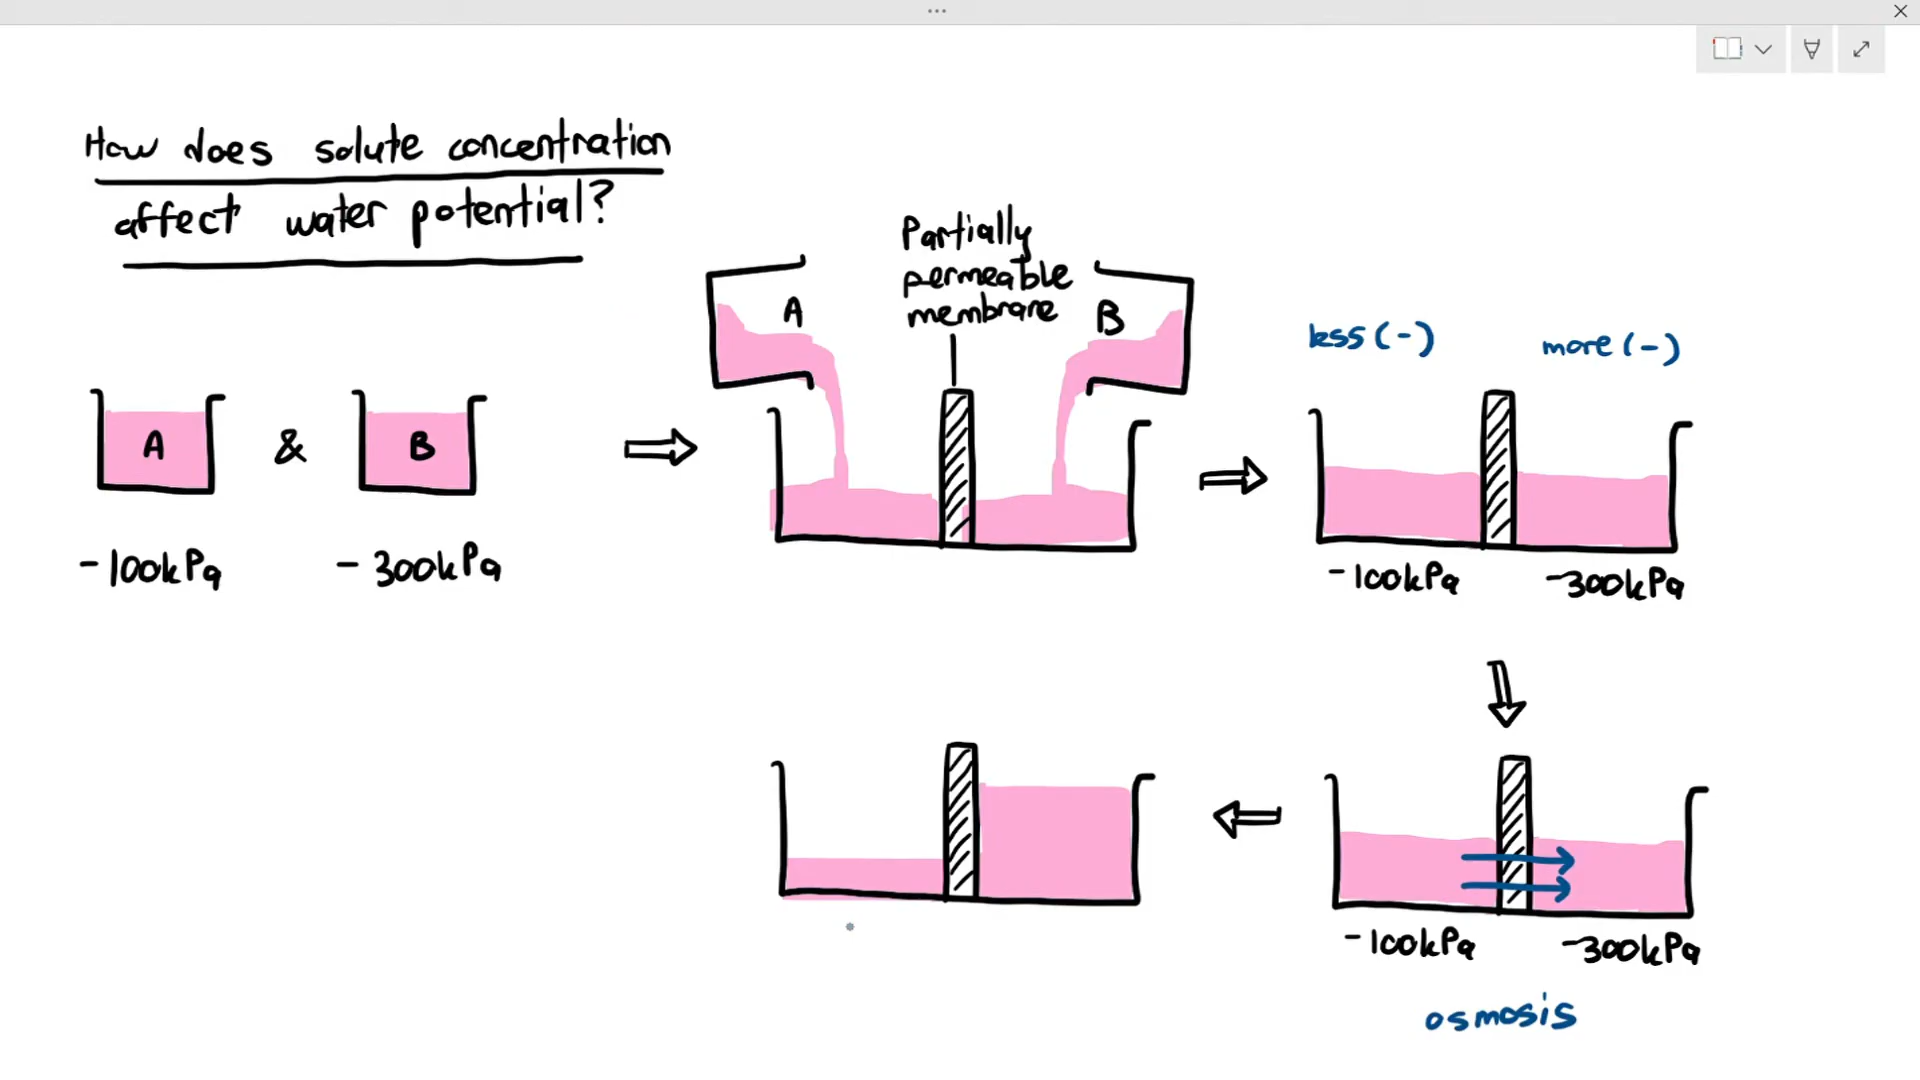 How does solute concentration
affect water potential?
Partially
permeable
membrane
A
B
less (-)
more (-)
A
&
B
-100kPa
- 300kPa
-100kPa
-300kPa
-100kPa
-300kPa
osmosis